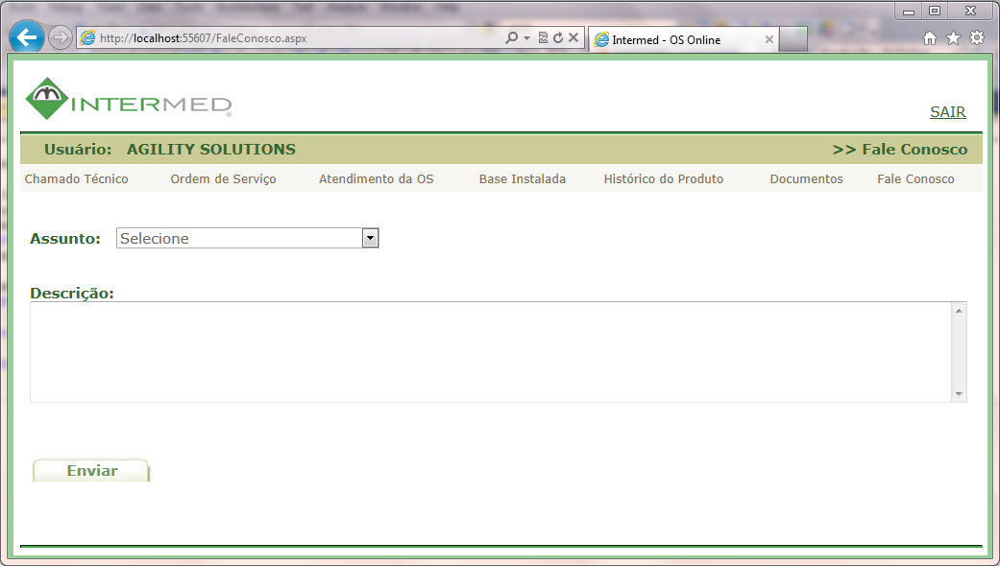 http://localhost:55607/FaleConosco.aspx
Intermed - OS Online
INTERMED
SAIR
Usuário: AGILITY SOLUTIONS >> Fale Conosco
Chamado Técnico Ordem de Serviço Atendimento da OS Base Instalada Histórico do Produto Documentos Fale Conosco
Assunto: Selecione
Descrição:
Enviar